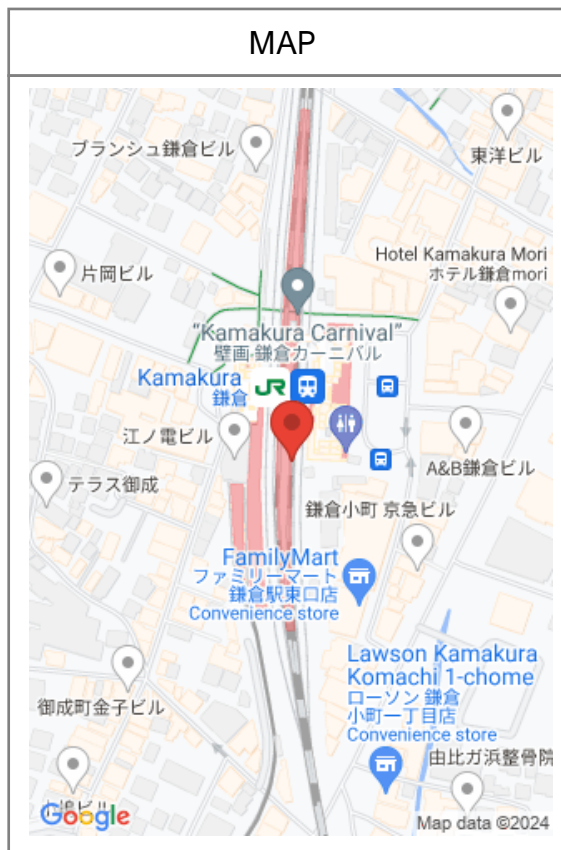 MAP
ブランシュ鎌倉ビル
東洋ビル
Hotel Kamakura Mori
ホテル鎌倉mori
片岡ビル
“Kamakura Carnival”
壁画 鎌倉カーニバル
Kamakura
鎌倉
JR
江ノ電ビル
A&B鎌倉ビル
テラス御成
鎌倉小町 京急ビル
FamilyMart
ファミリーマート
鎌倉駅東口店
Convenience store
Lawson Kamakura
Komachi 1-chome
ローソン 鎌倉
小町一丁目店
Convenience store
御成町金子ビル
由比ガ浜整骨院
Google
Map data ©2024